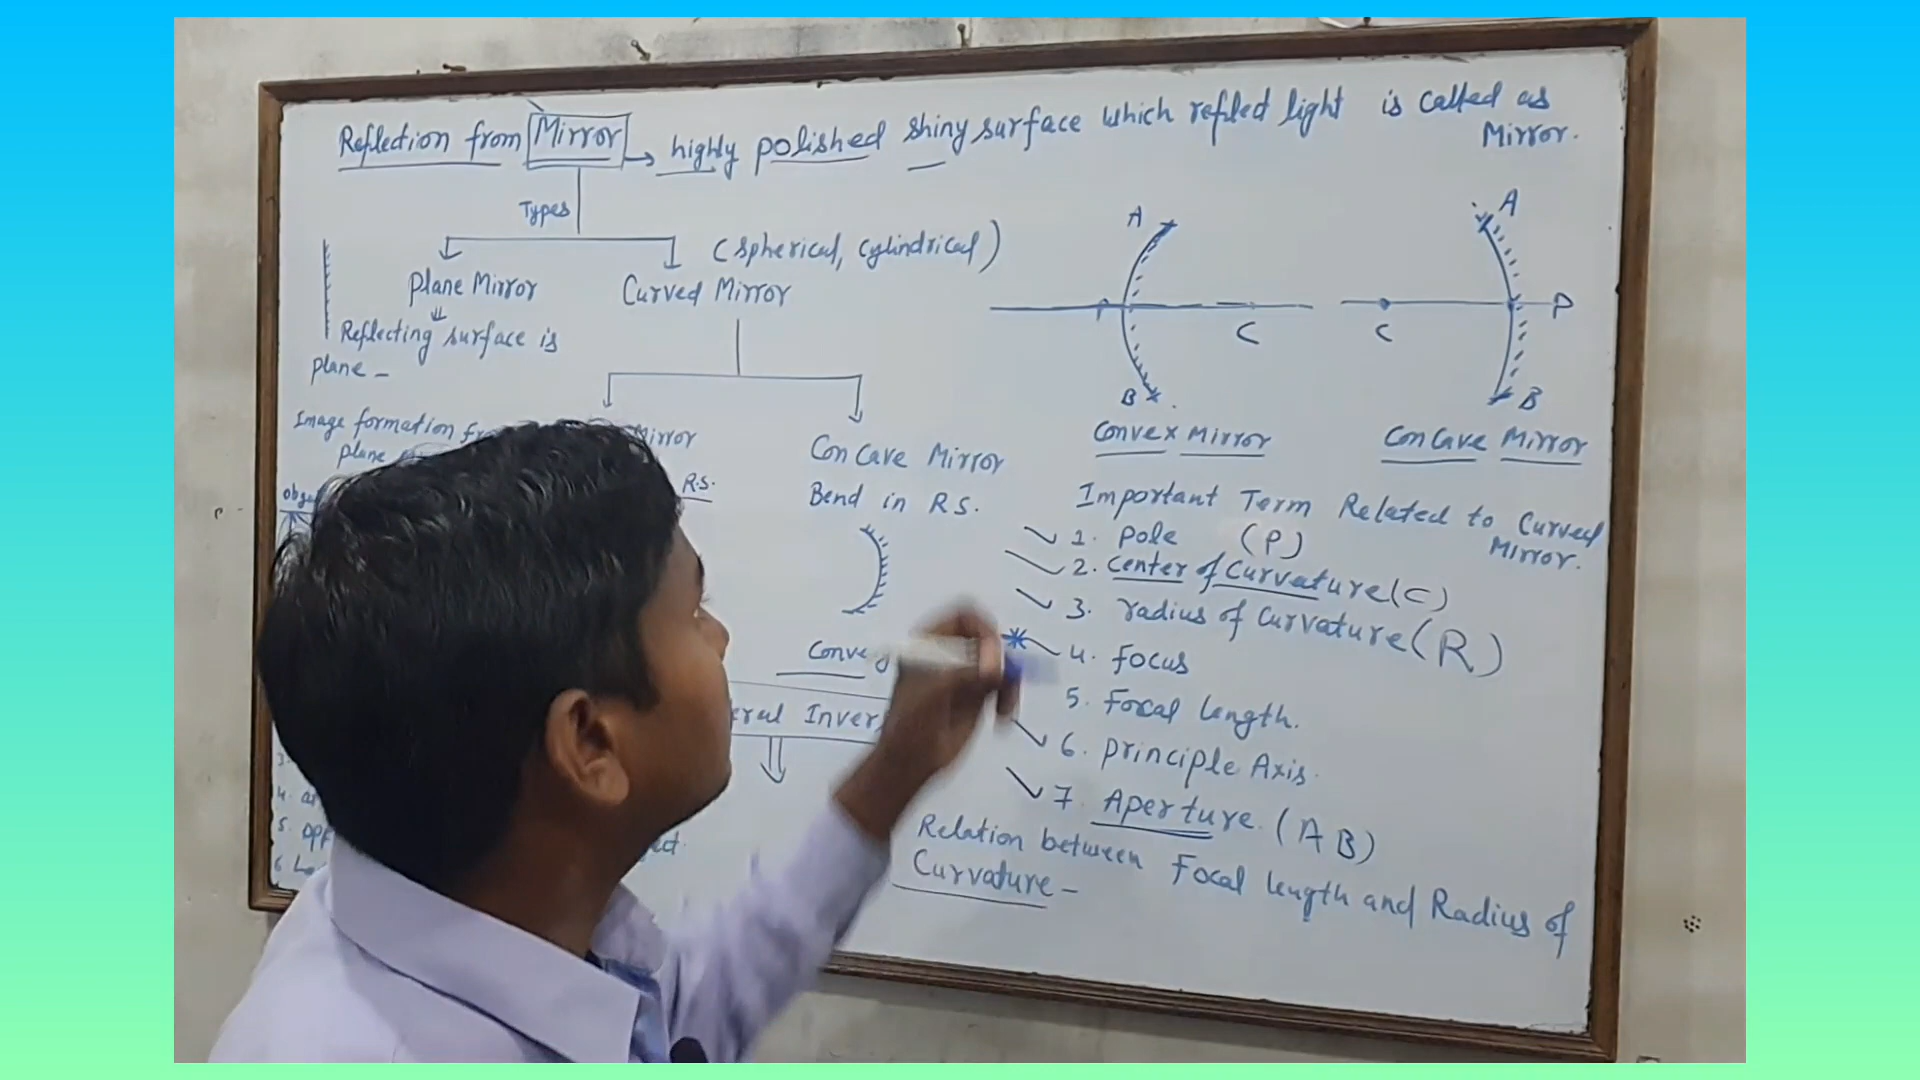 Reflection from Mirror → highly polished shiny surface which refled light is called as
Mirror.
Types
(spherical, cylindrical)
Plane Mirror
Curved Mirror
Reflecting surface is
plane -
Image formation
plane
Mirror
R.S.
Concave Mirror
Bend in R.S.
A
P
C
B
Convex Mirror
A
C
P
B
Concave Mirror
Important Term Related to Curved
Mirror.
1. Pole (P)
2. Center of Curvature (C)
3. radius of Curvature (R)
4. focus
5. Focal length.
6. principle Axis.
7. Aperture. (AB)
Relation between Focal length and Radius of
Curvature -